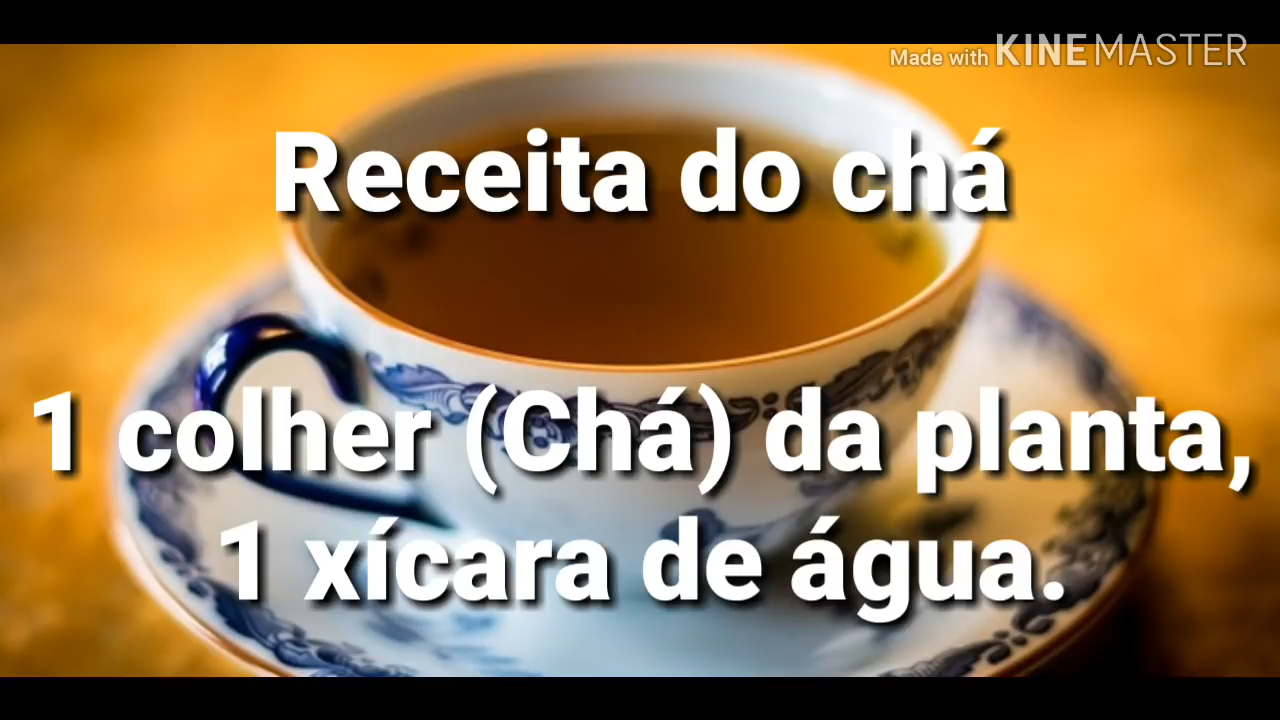 Made with KINEMASTER
Receita do chá
1 colher (Chá) da planta,
1 xícara de água.